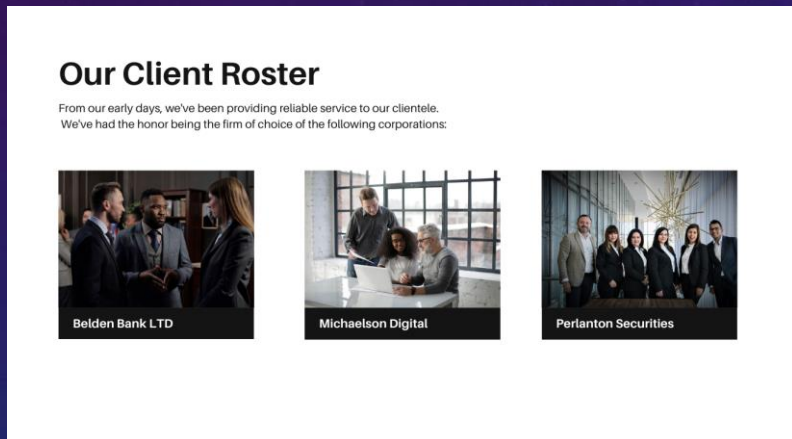 Our Client Roster
From our early days, we've been providing reliable service to our clientele.
We've had the honor being the firm of choice of the following corporations:
Belden Bank LTD
Michaelson Digital
Perlanton Securities